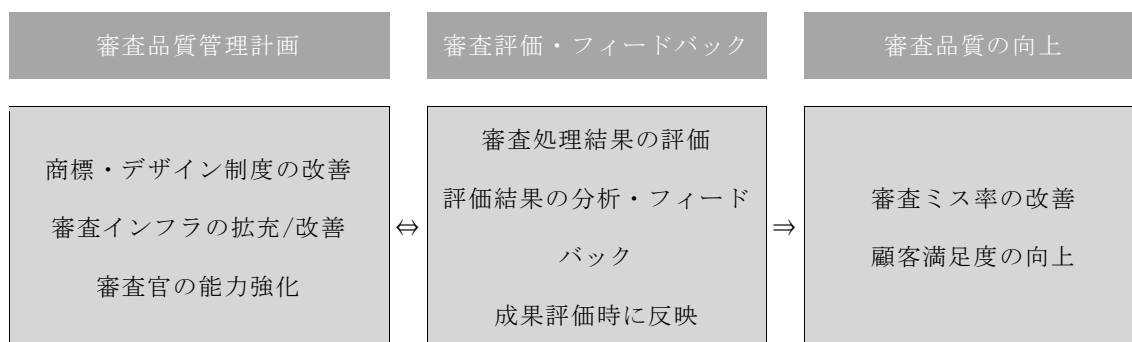 審査品質管理計画
審査評価・フィードバック
審査品質の向上
商標・デザイン制度の改善
審査インフラの拡充/改善
審査官の能力強化
⇔
審査処理結果の評価
評価結果の分析・フィード
バック
成果評価時に反映
⇒
審査ミス率の改善
顧客満足度の向上